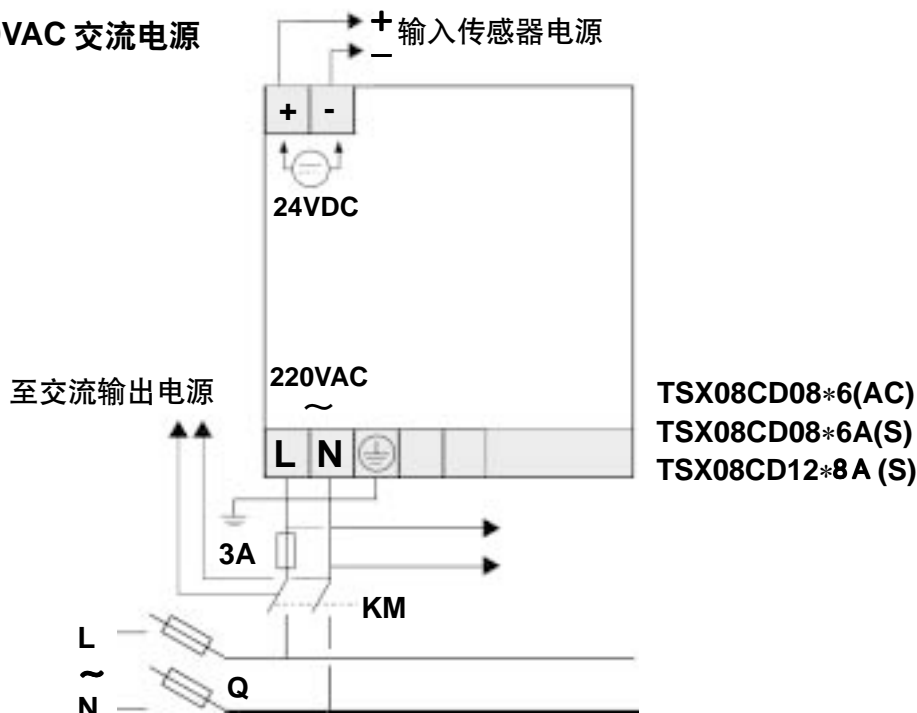 VAC 交流电源
+ 输入传感器电源
−
+ -
24VDC
220VAC
~
至交流输出电源
TSX08CD08*6(AC)
TSX08CD08*6A(S)
TSX08CD12*8A(S)
L N
3A
KM
L
~
Q
N